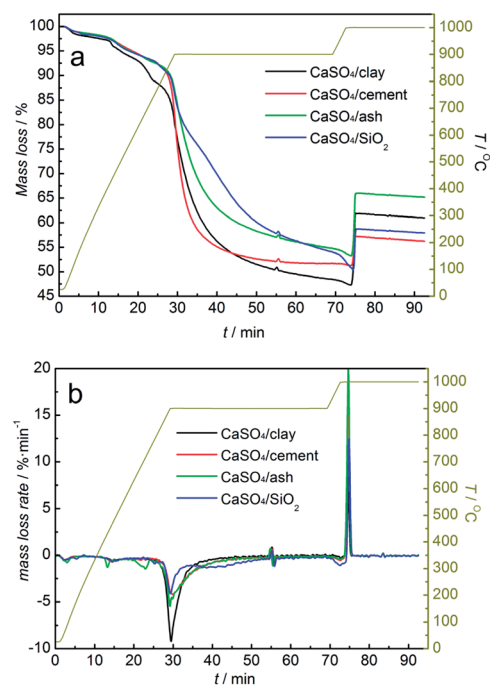 a
Mass loss / %
100
95
90
85
80
75
70
65
60
55
50
45
CaSO4/clay
CaSO4/cement
CaSO4/ash
CaSO4/SiO2
1000
900
800
700
600
500
400
300
200
100
0
T / °C
0 10 20 30 40 50 60 70 80 90
t / min
b
mass loss rate / %·min-1
20
15
10
5
0
-5
-10
CaSO4/clay
CaSO4/cement
CaSO4/ash
CaSO4/SiO2
1000
900
800
700
600
500
400
300
200
100
0
T / °C
0 10 20 30 40 50 60 70 80 90
t / min